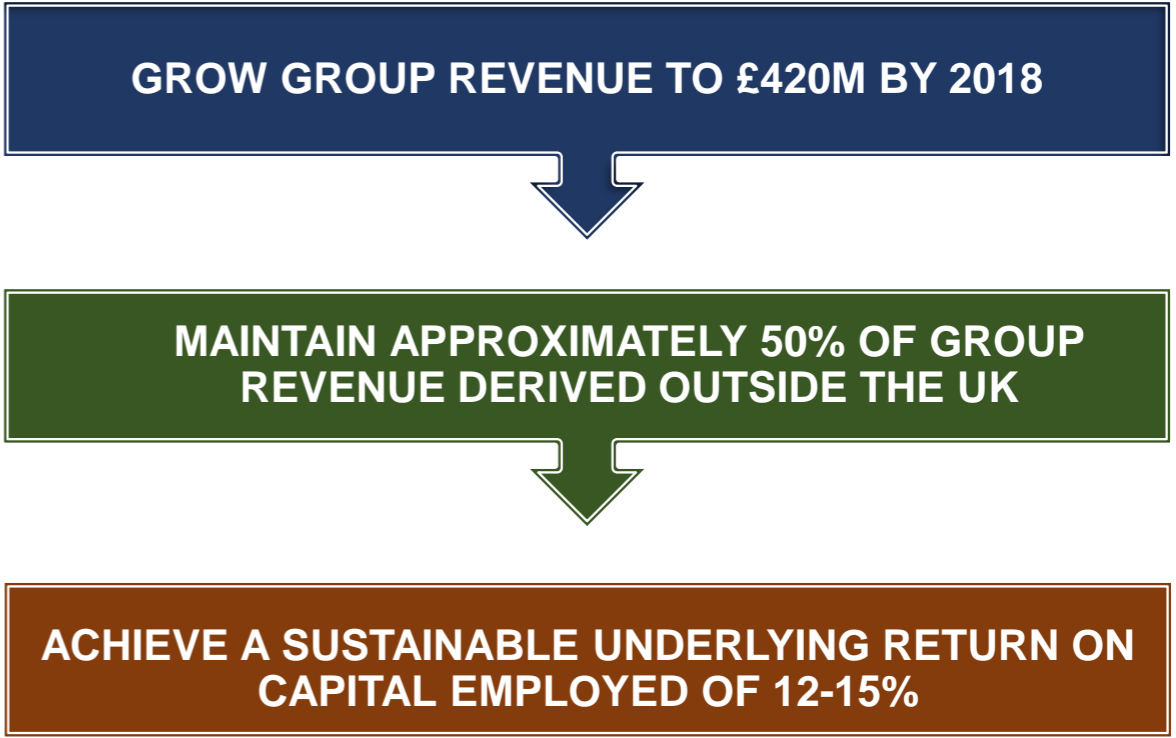 GROW GROUP REVENUE TO £420M BY 2018
MAINTAIN APPROXIMATELY 50% OF GROUP
REVENUE DERIVED OUTSIDE THE UK
ACHIEVE A SUSTAINABLE UNDERLYING RETURN ON
CAPITAL EMPLOYED OF 12-15%